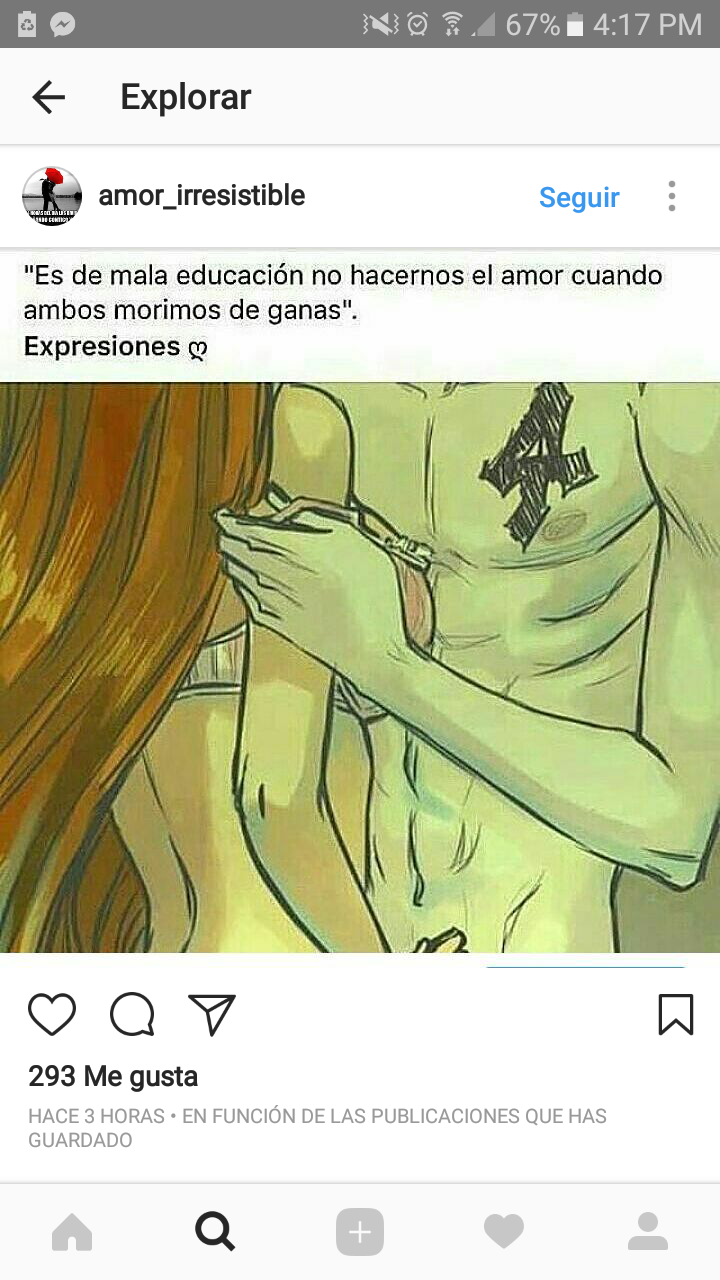 67% 4:17 PM
Explorar
amor_irresistible
Seguir
"Es de mala educación no hacernos el amor cuando
ambos morimos de ganas".
Expresiones ღ
4
293 Me gusta
HACE 3 HORAS • EN FUNCIÓN DE LAS PUBLICACIONES QUE HAS
GUARDADO